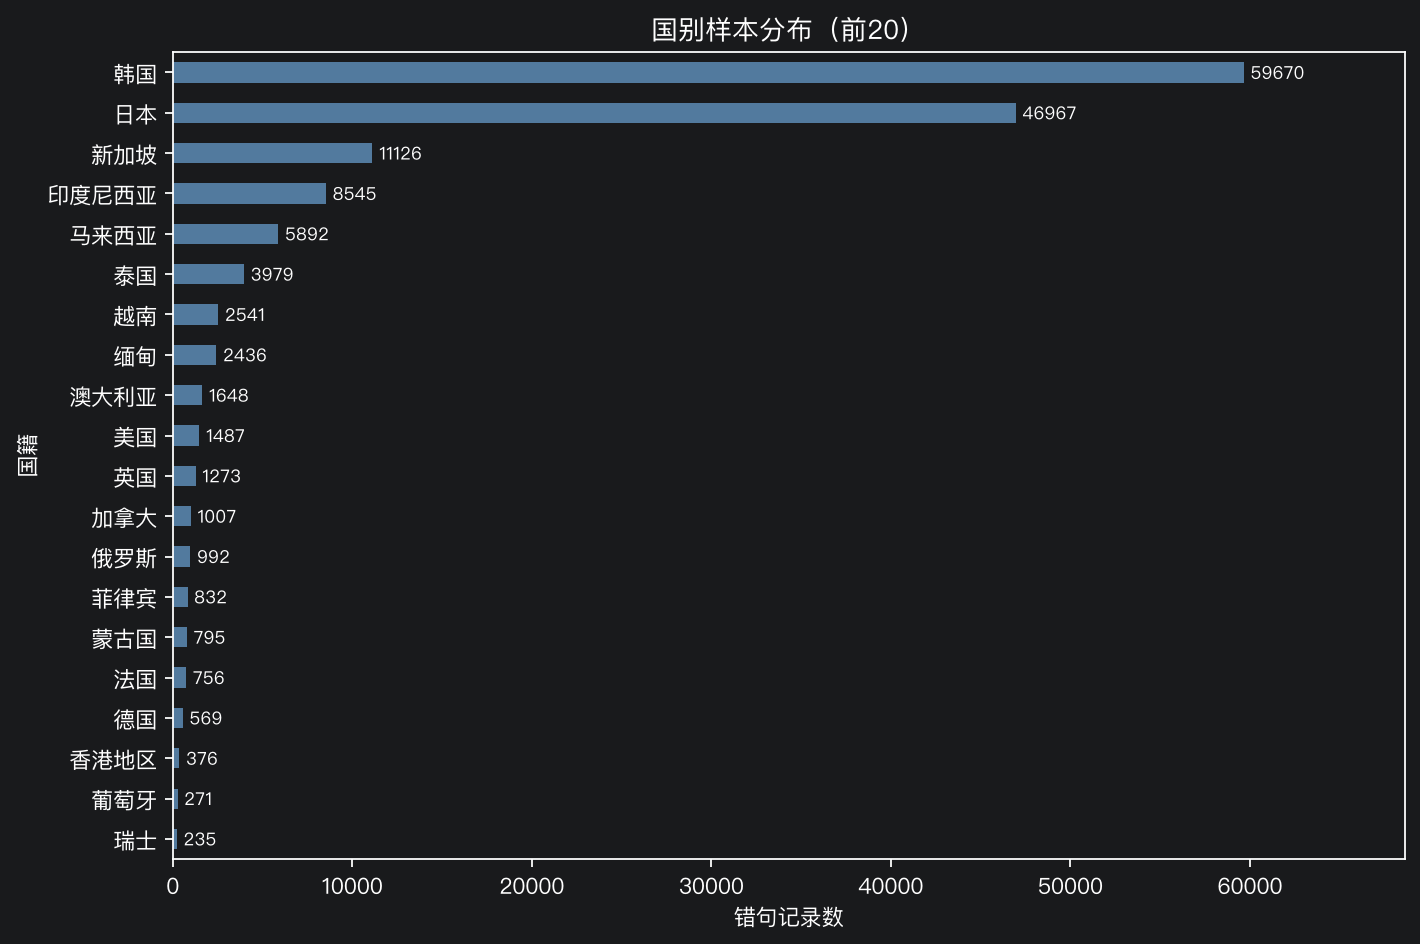 国别样本分布（前20）
韩国 59670
日本 46967
新加坡 11126
印度尼西亚 8545
马来西亚 5892
泰国 3979
越南 2541
缅甸 2436
澳大利亚 1648
美国 1487
英国 1273
加拿大 1007
俄罗斯 992
菲律宾 832
蒙古国 795
法国 756
德国 569
香港地区 376
葡萄牙 271
瑞士 235
国籍
0 10000 20000 30000 40000 50000 60000
错句记录数